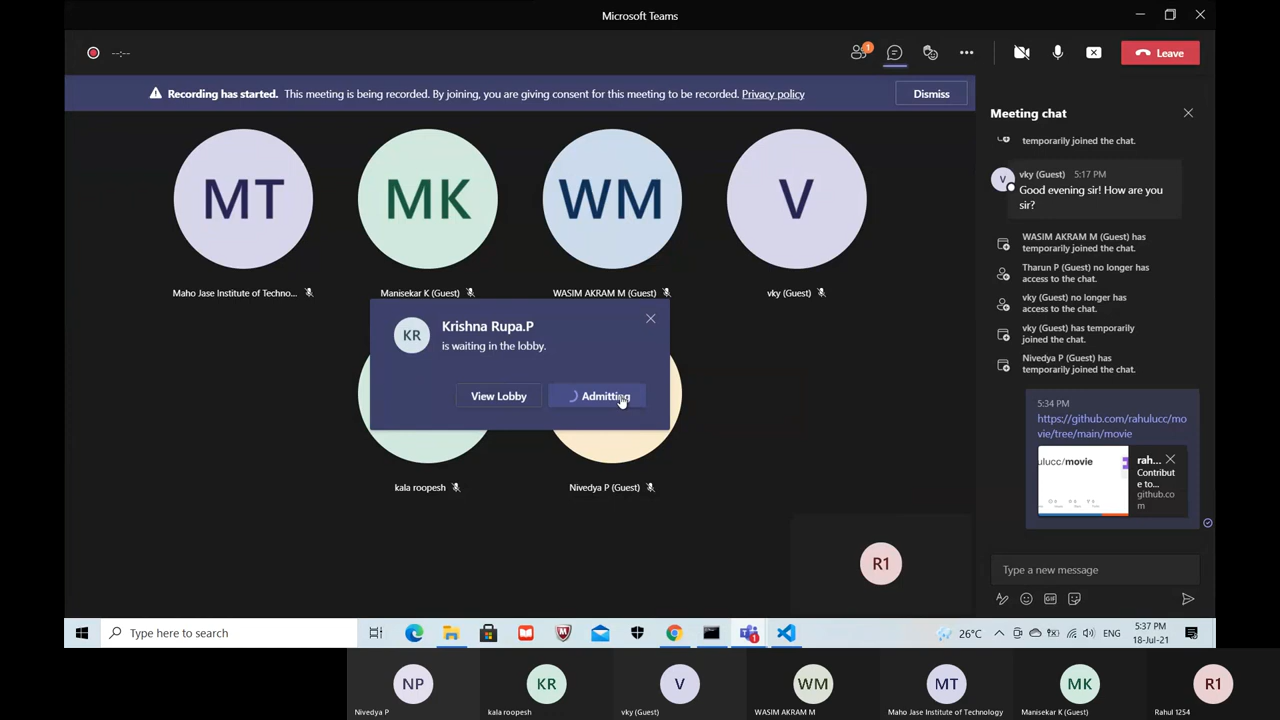 Microsoft Teams
--:--
1
Leave
Recording has started. This meeting is being recorded. By joining, you are giving consent for this meeting to be recorded. Privacy policy
Dismiss
MT
MK
WM
V
Maho Jase Institute of Techno...
Manisekar K (Guest)
WASIM AKRAM M (Guest)
vky (Guest)
KR
Krishna Rupa.P
is waiting in the lobby.
View Lobby
Admitting
kala roopesh
Nivedya P (Guest)
R1
Meeting chat
temporarily joined the chat.
V
vky (Guest) 5:17 PM
Good evening sir! How are you
sir?
WASIM AKRAM M (Guest) has
temporarily joined the chat.
Tharun P (Guest) no longer has
access to the chat.
vky (Guest) no longer has
access to the chat.
vky (Guest) has temporarily
joined the chat.
Nivedya P (Guest) has
temporarily joined the chat.
5:34 PM
https://github.com/rahulucc/mo
vie/tree/main/movie
ulucc/movie
rah...
Contribut
e to...
github.co
m
Type a new message
GIF
Type here to search
1
26°C
ENG
5:37 PM
18-Jul-21
NP
KR
V
WM
MT
MK
R1
Nivedya P
kala roopesh
vky (Guest)
WASIM AKRAM M
Maho Jase Institute of Technology
Manisekar K (Guest)
Rahul 1254